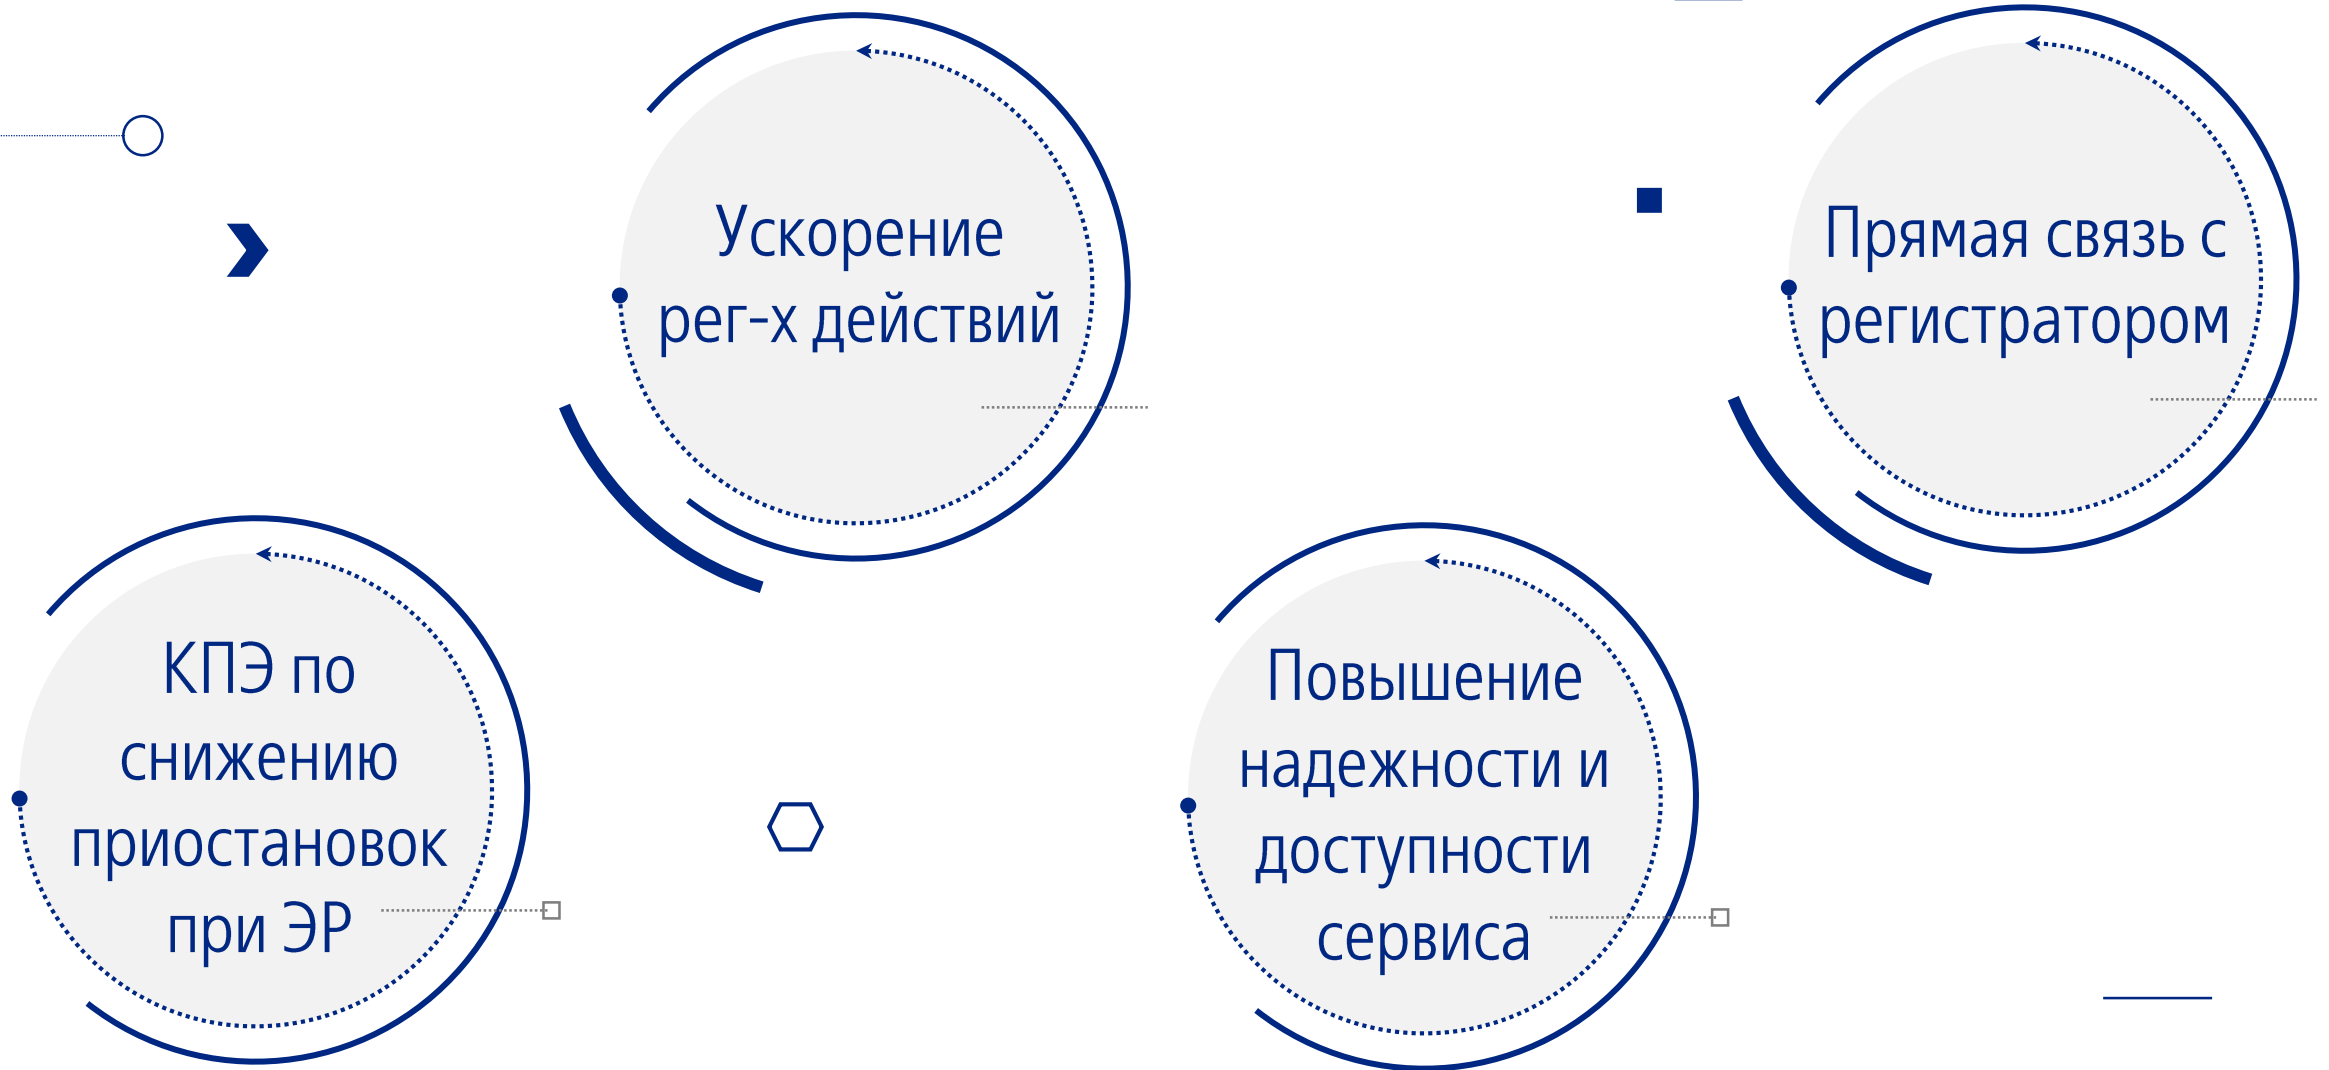 Ускорение
рег-х действий
Прямая связь с
регистратором
КПЭ по
снижению
приостановок
при ЭР
Повышение
надежности и
доступности
сервиса